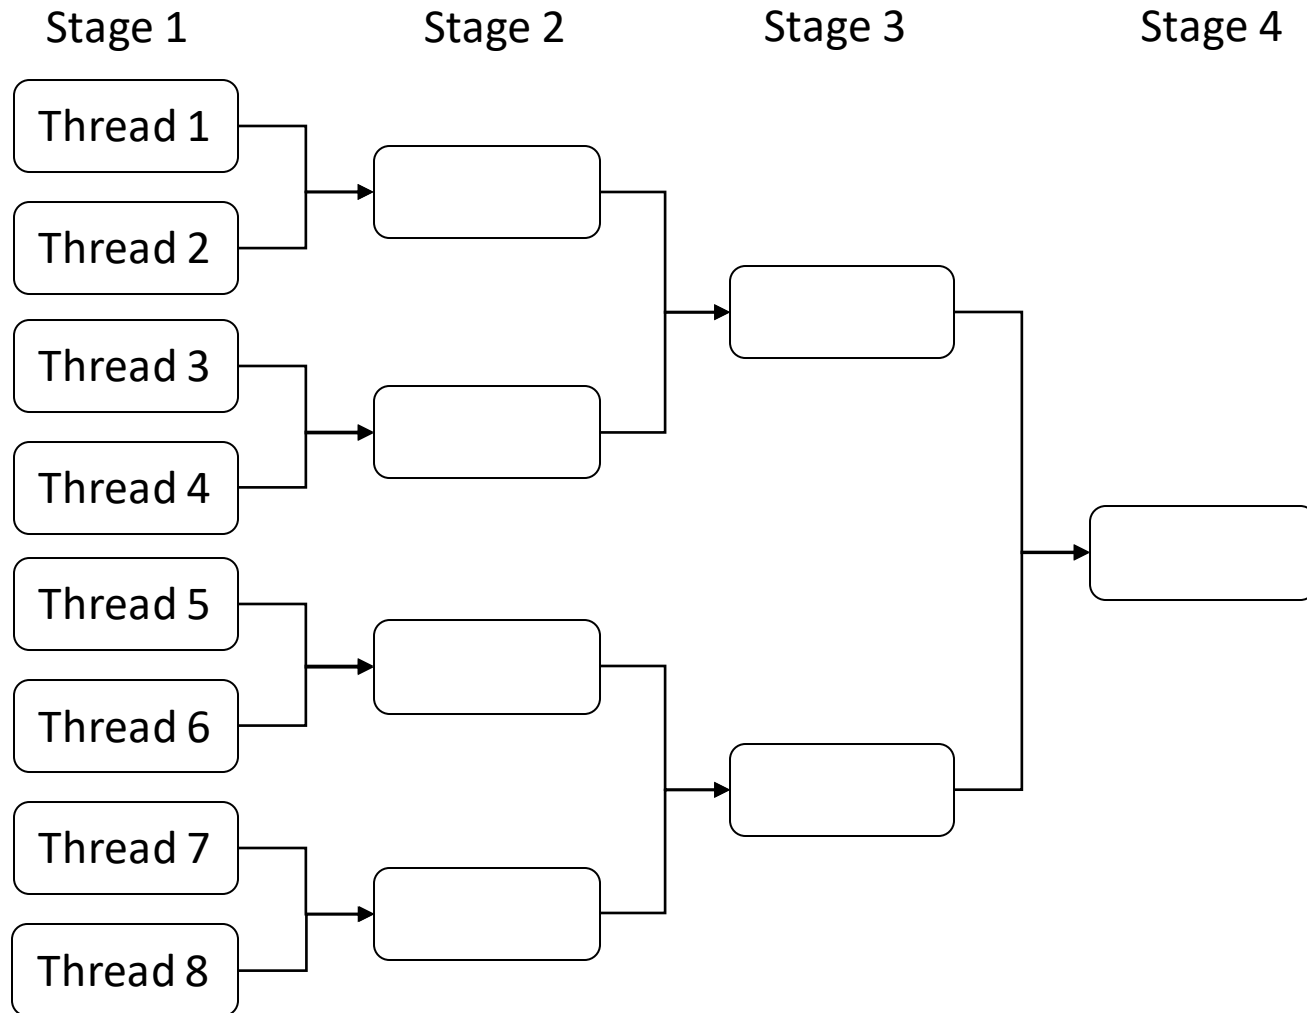 Stage 1
Stage 2
Stage 3
Stage 4
Thread 1
Thread 2
Thread 3
Thread 4
Thread 5
Thread 6
Thread 7
Thread 8